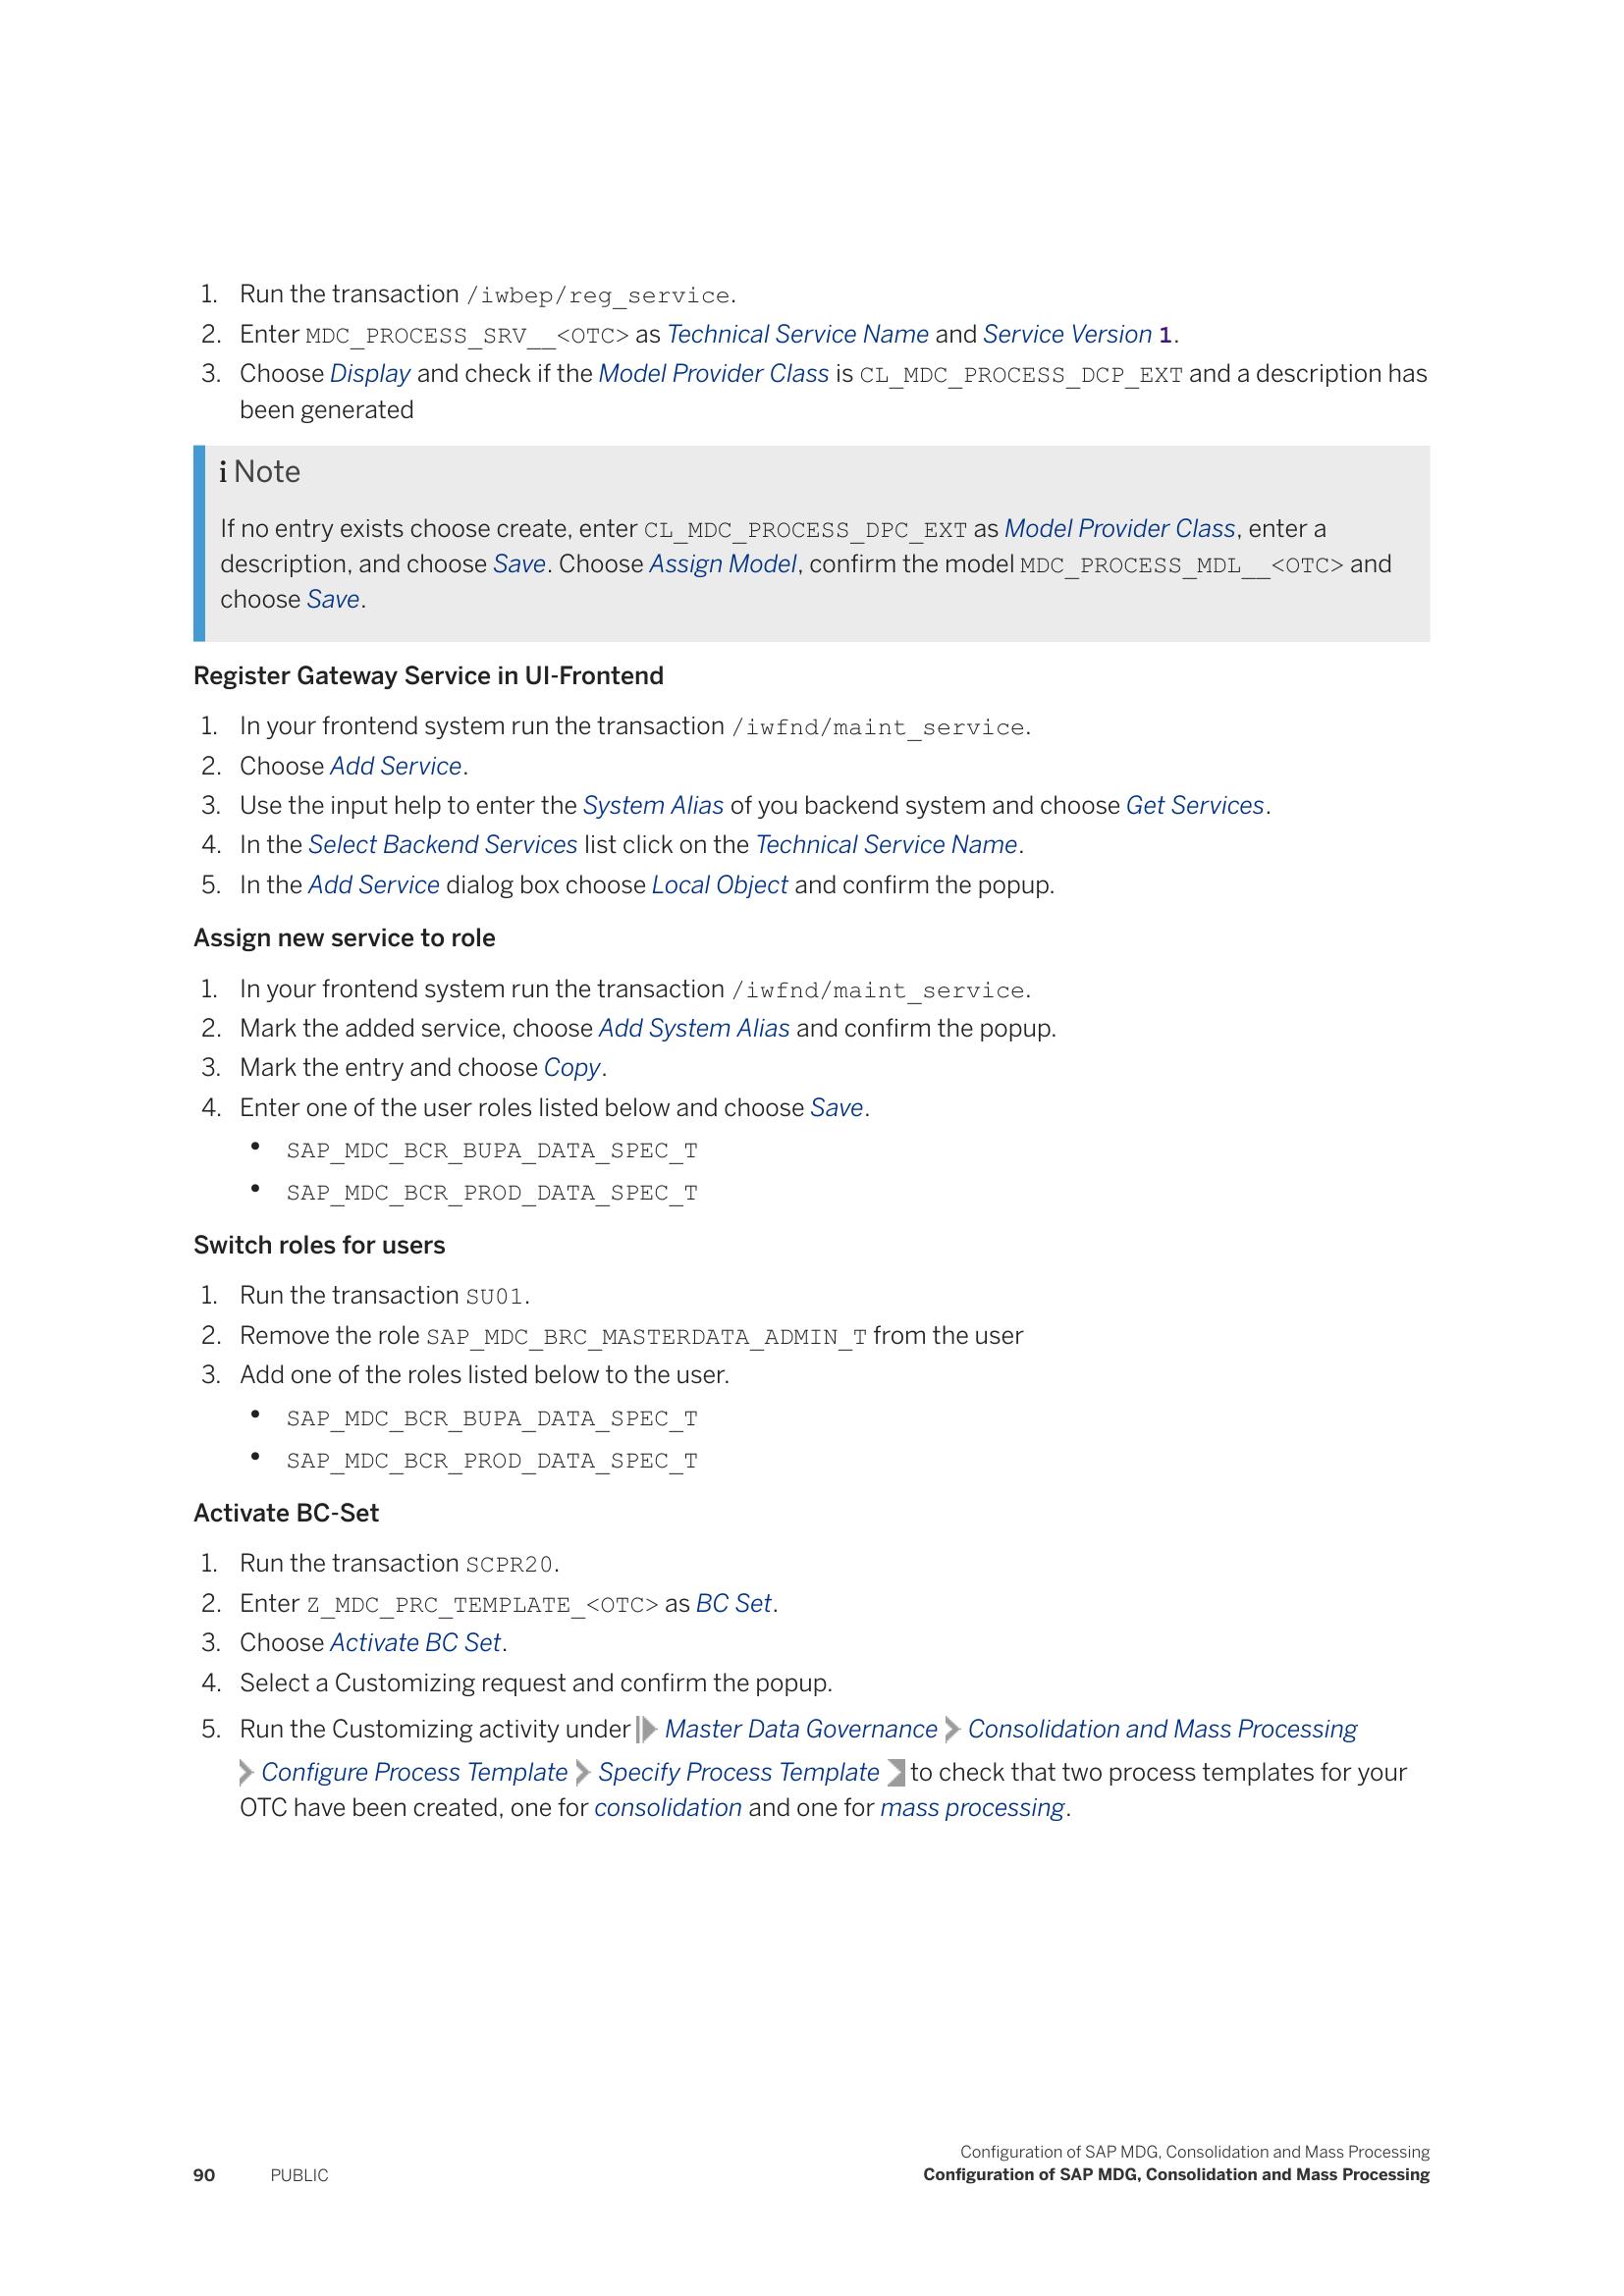 1. Run the transaction /iwbep/reg_service.
2. Enter MDC_PROCESS_SRV__<OTC> as Technical Service Name and Service Version 1.
3. Choose Display and check if the Model Provider Class is CL_MDC_PROCESS_DCP_EXT and a description has
been generated
i Note
If no entry exists choose create, enter CL_MDC_PROCESS_DPC_EXT as Model Provider Class, enter a
description, and choose Save. Choose Assign Model, confirm the model MDC_PROCESS_MDL__<OTC> and
choose Save.
Register Gateway Service in UI-Frontend
1. In your frontend system run the transaction /iwfnd/maint_service.
2. Choose Add Service.
3. Use the input help to enter the System Alias of you backend system and choose Get Services.
4. In the Select Backend Services list click on the Technical Service Name.
5. In the Add Service dialog box choose Local Object and confirm the popup.
Assign new service to role
1. In your frontend system run the transaction /iwfnd/maint_service.
2. Mark the added service, choose Add System Alias and confirm the popup.
3. Mark the entry and choose Copy.
4. Enter one of the user roles listed below and choose Save.
• SAP_MDC_BCR_BUPA_DATA_SPEC_T
• SAP_MDC_BCR_PROD_DATA_SPEC_T
Switch roles for users
1. Run the transaction SU01.
2. Remove the role SAP_MDC_BRC_MASTERDATA_ADMIN_T from the user
3. Add one of the roles listed below to the user.
• SAP_MDC_BCR_BUPA_DATA_SPEC_T
• SAP_MDC_BCR_PROD_DATA_SPEC_T
Activate BC-Set
1. Run the transaction SCPR20.
2. Enter Z_MDC_PRC_TEMPLATE_<OTC> as BC Set.
3. Choose Activate BC Set.
4. Select a Customizing request and confirm the popup.
5. Run the Customizing activity under Master Data Governance Consolidation and Mass Processing
Configure Process Template Specify Process Template to check that two process templates for your
OTC have been created, one for consolidation and one for mass processing.
Configuration of SAP MDG, Consolidation and Mass Processing
90 PUBLIC Configuration of SAP MDG, Consolidation and Mass Processing